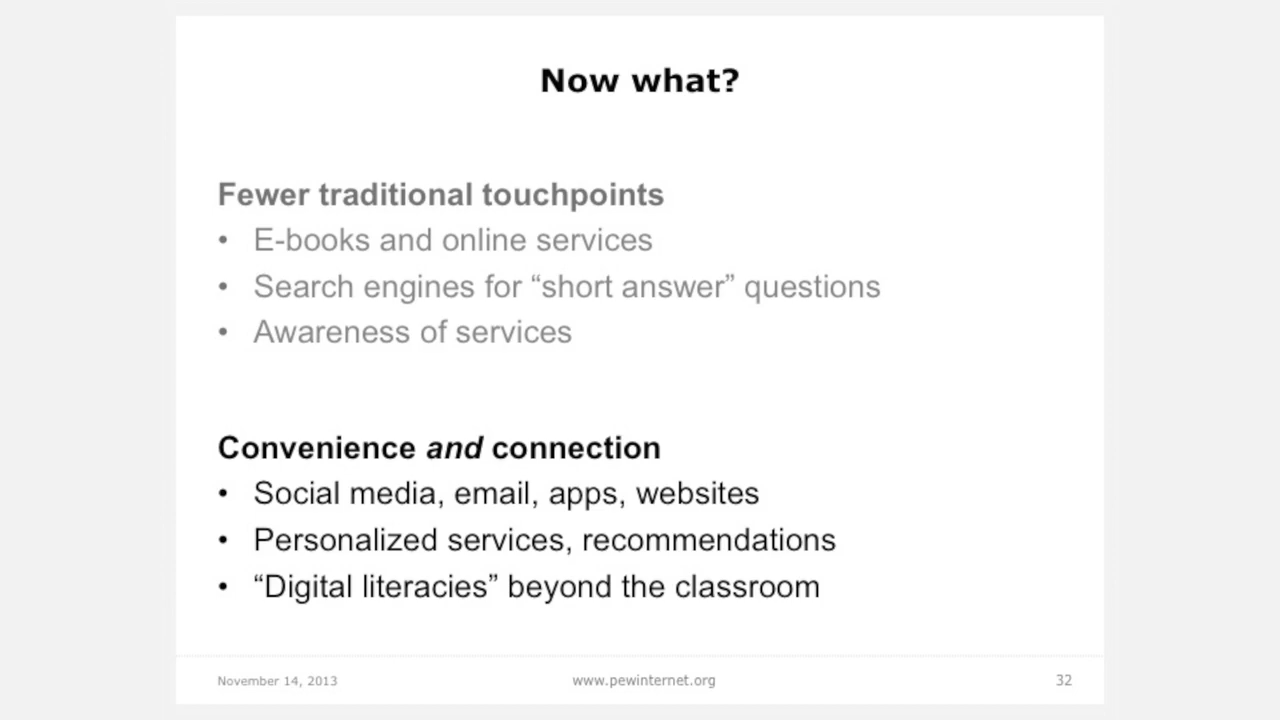 Now what?
Fewer traditional touchpoints
• E-books and online services
• Search engines for “short answer” questions
• Awareness of services
Convenience and connection
• Social media, email, apps, websites
• Personalized services, recommendations
• “Digital literacies” beyond the classroom
November 14, 2013 www.pewinternet.org 32